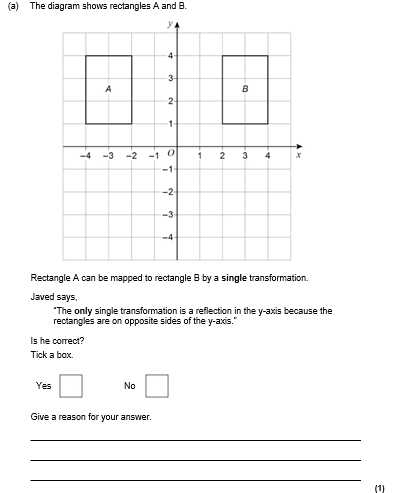 (a) The diagram shows rectangles A and B.
y
4
3
A B
2
1
-4 -3 -2 -1 O 1 2 3 4 x
-1
-2
-3
-4
Rectangle A can be mapped to rectangle B by a single transformation.
Javed says,
"The only single transformation is a reflection in the y-axis because the
rectangles are on opposite sides of the y-axis."
Is he correct?
Tick a box.
Yes No
Give a reason for your answer.
(1)